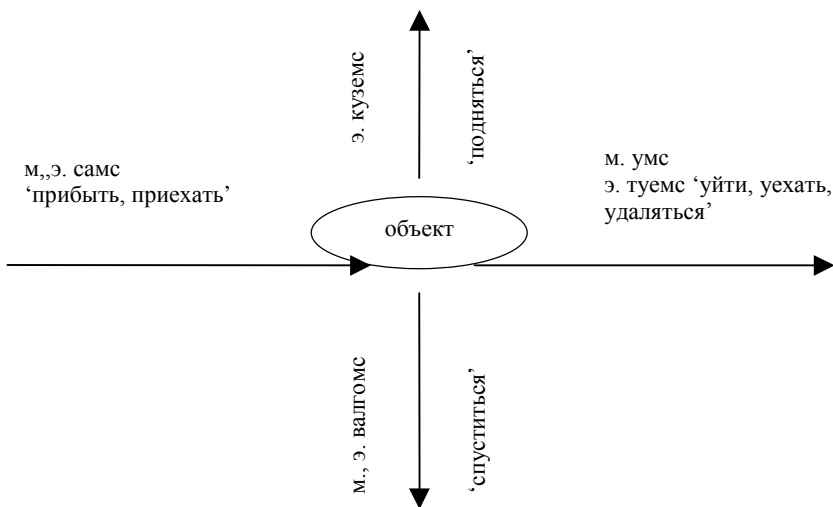 э. куземс
‘подняться’
м,,э. самс
‘прибыть, приехать’
м. умс
э. туемс ‘уйти, уехать,
удаляться’
объект
м., э. валгомс
‘спуститься’